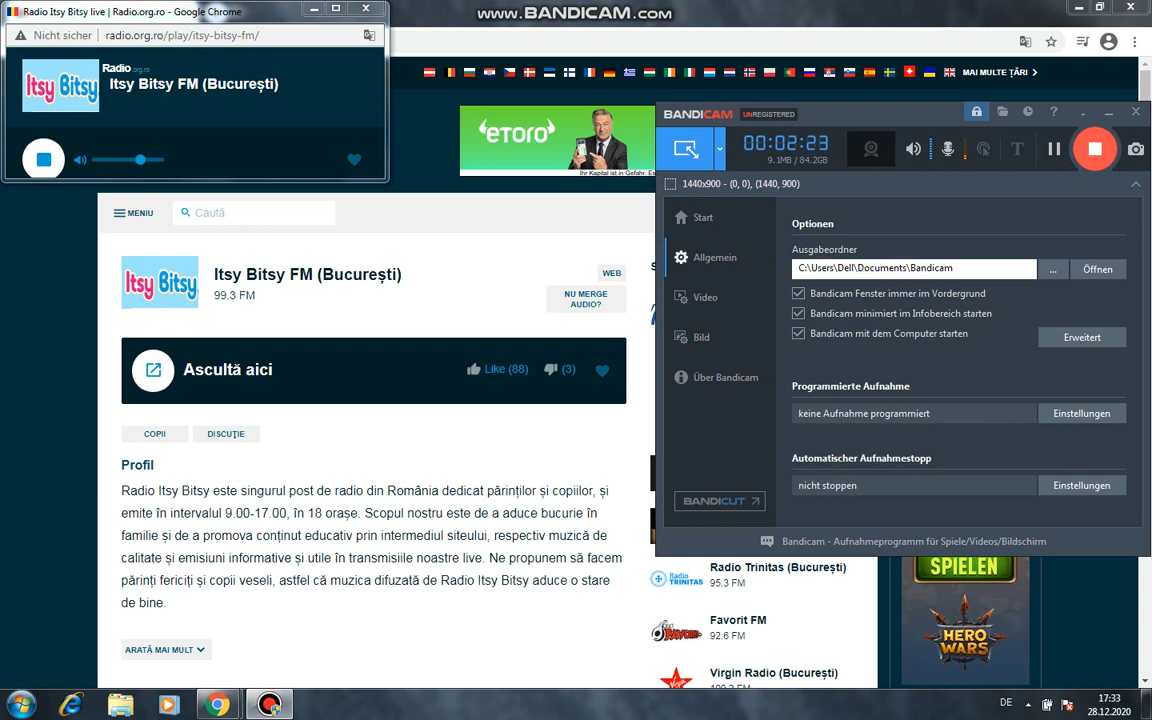 Radio Itsy Bitsy live | Radio.org.ro - Google Chrome
www.BANDICAM.com
Nicht sicher | radio.org.ro/play/itsy-bitsy-fm/
Itsy Bitsy
Radio.org.ro
Itsy Bitsy FM (București)
MAI MULTE ȚĂRI
etoro
Ihr Kapital ist in Gefahr. Es
BANDICAM UNREGISTERED
00:02:23
9.1MB / 84.2GB
1440x900 - (0, 0), (1440, 900)
MENIU
Caută
Itsy Bitsy
Itsy Bitsy FM (București)
99.3 FM
WEB
NU MERGE
AUDIO?
Ascultă aici
Like (88)
(3)
COPII
DISCUŢIE
Profil
Radio Itsy Bitsy este singurul post de radio din România dedicat părinților și copiilor, și
emite în intervalul 9.00-17.00, în 18 orașe. Scopul nostru este de a aduce bucurie în
familie și de a promova conținut educativ prin intermediul siteului, respectiv muzică de
calitate și emisiuni informative și utile în transmisiile noastre live. Ne propunem să facem
părinți fericiți și copii veseli, astfel că muzica difuzată de Radio Itsy Bitsy aduce o stare
de bine.
ARATĂ MAI MULT
Start
Allgemein
Video
Bild
Über Bandicam
BANDICUT
Optionen
Ausgabeordner
C:\Users\Dell\Documents\Bandicam
...
Öffnen
Bandicam Fenster immer im Vordergrund
Bandicam minimiert im Infobereich starten
Bandicam mit dem Computer starten
Erweitert
Programmierte Aufnahme
keine Aufnahme programmiert
Einstellungen
Automatischer Aufnahmestopp
nicht stoppen
Einstellungen
Bandicam - Aufnahmeprogramm für Spiele/Videos/Bildschirm
Radio TRINITAS
Radio Trinitas (București)
95.3 FM
Favorit FM
92.6 FM
Virgin Radio (București)
SPIELEN
HERO
WARS
DE
17:33
28.12.2020